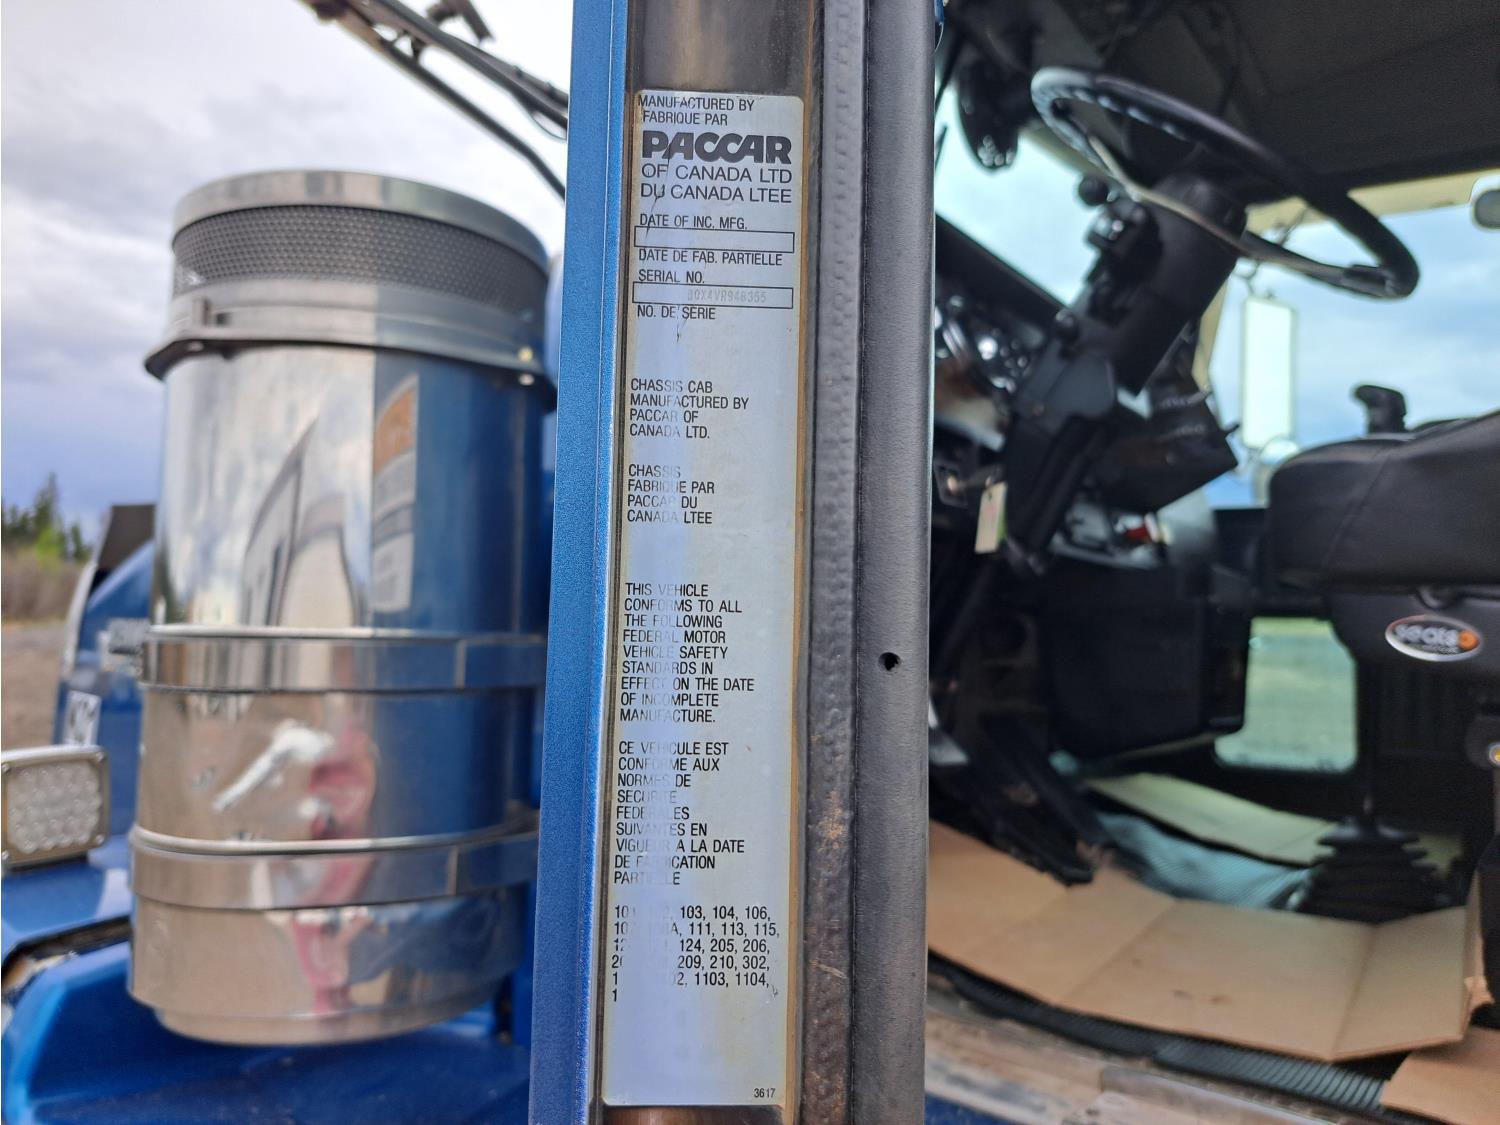 MANUFACTURED BY
FABRIQUE PAR
PACCAR
OF CANADA LTD
DU CANADA LTEE
DATE OF INC. MFG.
DATE DE FAB. PARTIELLE
SERIAL NO.
NO. DE SERIE
CHASSIS CAB
MANUFACTURED BY
PACCAR OF
CANADA LTD.
CHASSIS
FABRIQUE PAR
PACCAR DU
CANADA LTEE
THIS VEHICLE
CONFORMS TO ALL
THE FOLLOWING
FEDERAL MOTOR
VEHICLE SAFETY
STANDARDS IN
EFFECT ON THE DATE
OF INCOMPLETE
MANUFACTURE.
CE VEHICULE EST
CONFORME AUX
NORMES DE
SECURITE
FEDERALES
SUIVANTES EN
VIGUEUR A LA DATE
DE FABRICATION
PARTIELLE
103, 104, 106,
111, 113, 115,
124, 205, 206,
209, 210, 302,
1103, 1104,
3617
seats